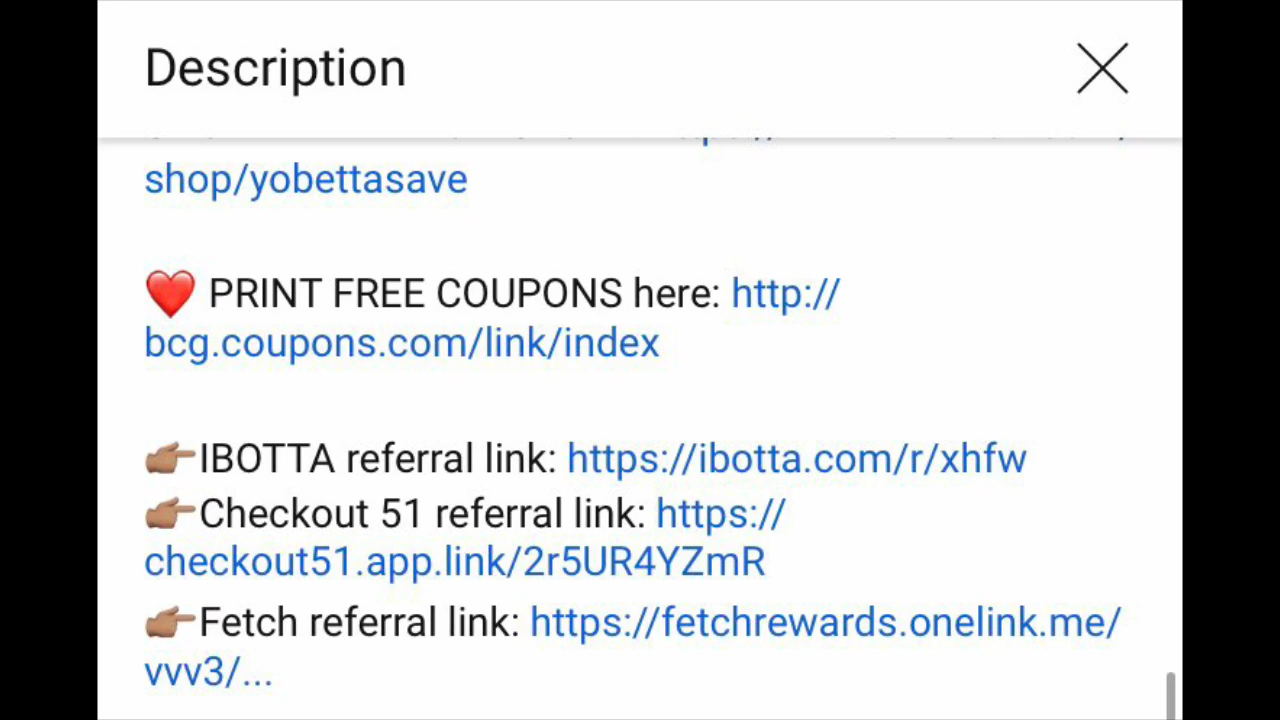 Description
shop/yobettasave
❤️ PRINT FREE COUPONS here: http://
bcg.coupons.com/link/index
👉🏽IBOTTA referral link: https://ibotta.com/r/xhfw
👉🏽Checkout 51 referral link: https://
checkout51.app.link/2r5UR4YZmR
👉🏽Fetch referral link: https://fetchrewards.onelink.me/
vvv3/...